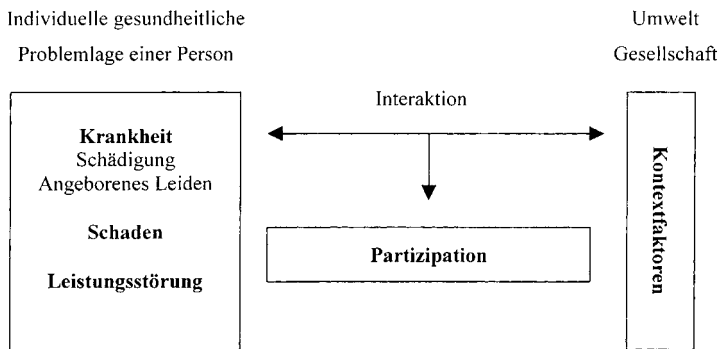 Individuelle gesundheitliche
Problemlage einer Person
Umwelt
Gesellschaft
Interaktion
Krankheit
Schädigung
Angeborenes Leiden
Schaden
Leistungsstörung
Partizipation
Kontextfaktoren